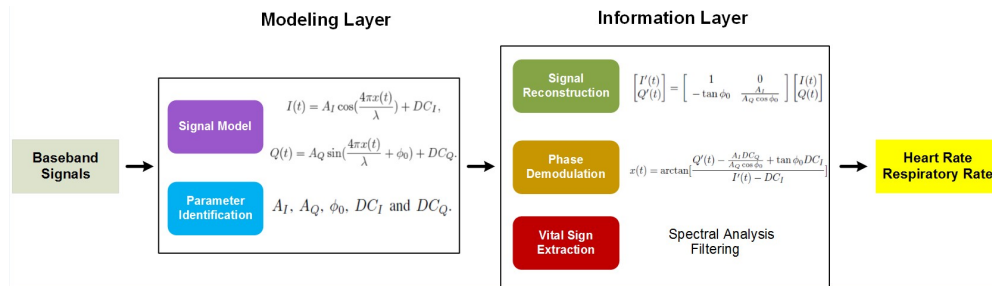 Modeling Layer
Information Layer
Baseband
Signals
Signal Model
I(t) = A_I cos(4πx(t)/λ) + DC_I,
Q(t) = A_Q sin(4πx(t)/λ + ϕ_0) + DC_Q.
Parameter
Identification
A_I, A_Q, ϕ_0, DC_I and DC_Q.
Signal
Reconstruction
[I′(t) Q′(t)] = [1 0 −tan ϕ_0 A_I/(A_Q cos ϕ_0)] [I(t) Q(t)]
Phase
Demodulation
x(t) = arctan[(Q′(t) − A_I DC_Q/(A_Q cos ϕ_0) + tan ϕ_0 DC_I)/(I′(t) − DC_I)]
Vital Sign
Extraction
Spectral Analysis
Filtering
Heart Rate
Respiratory Rate